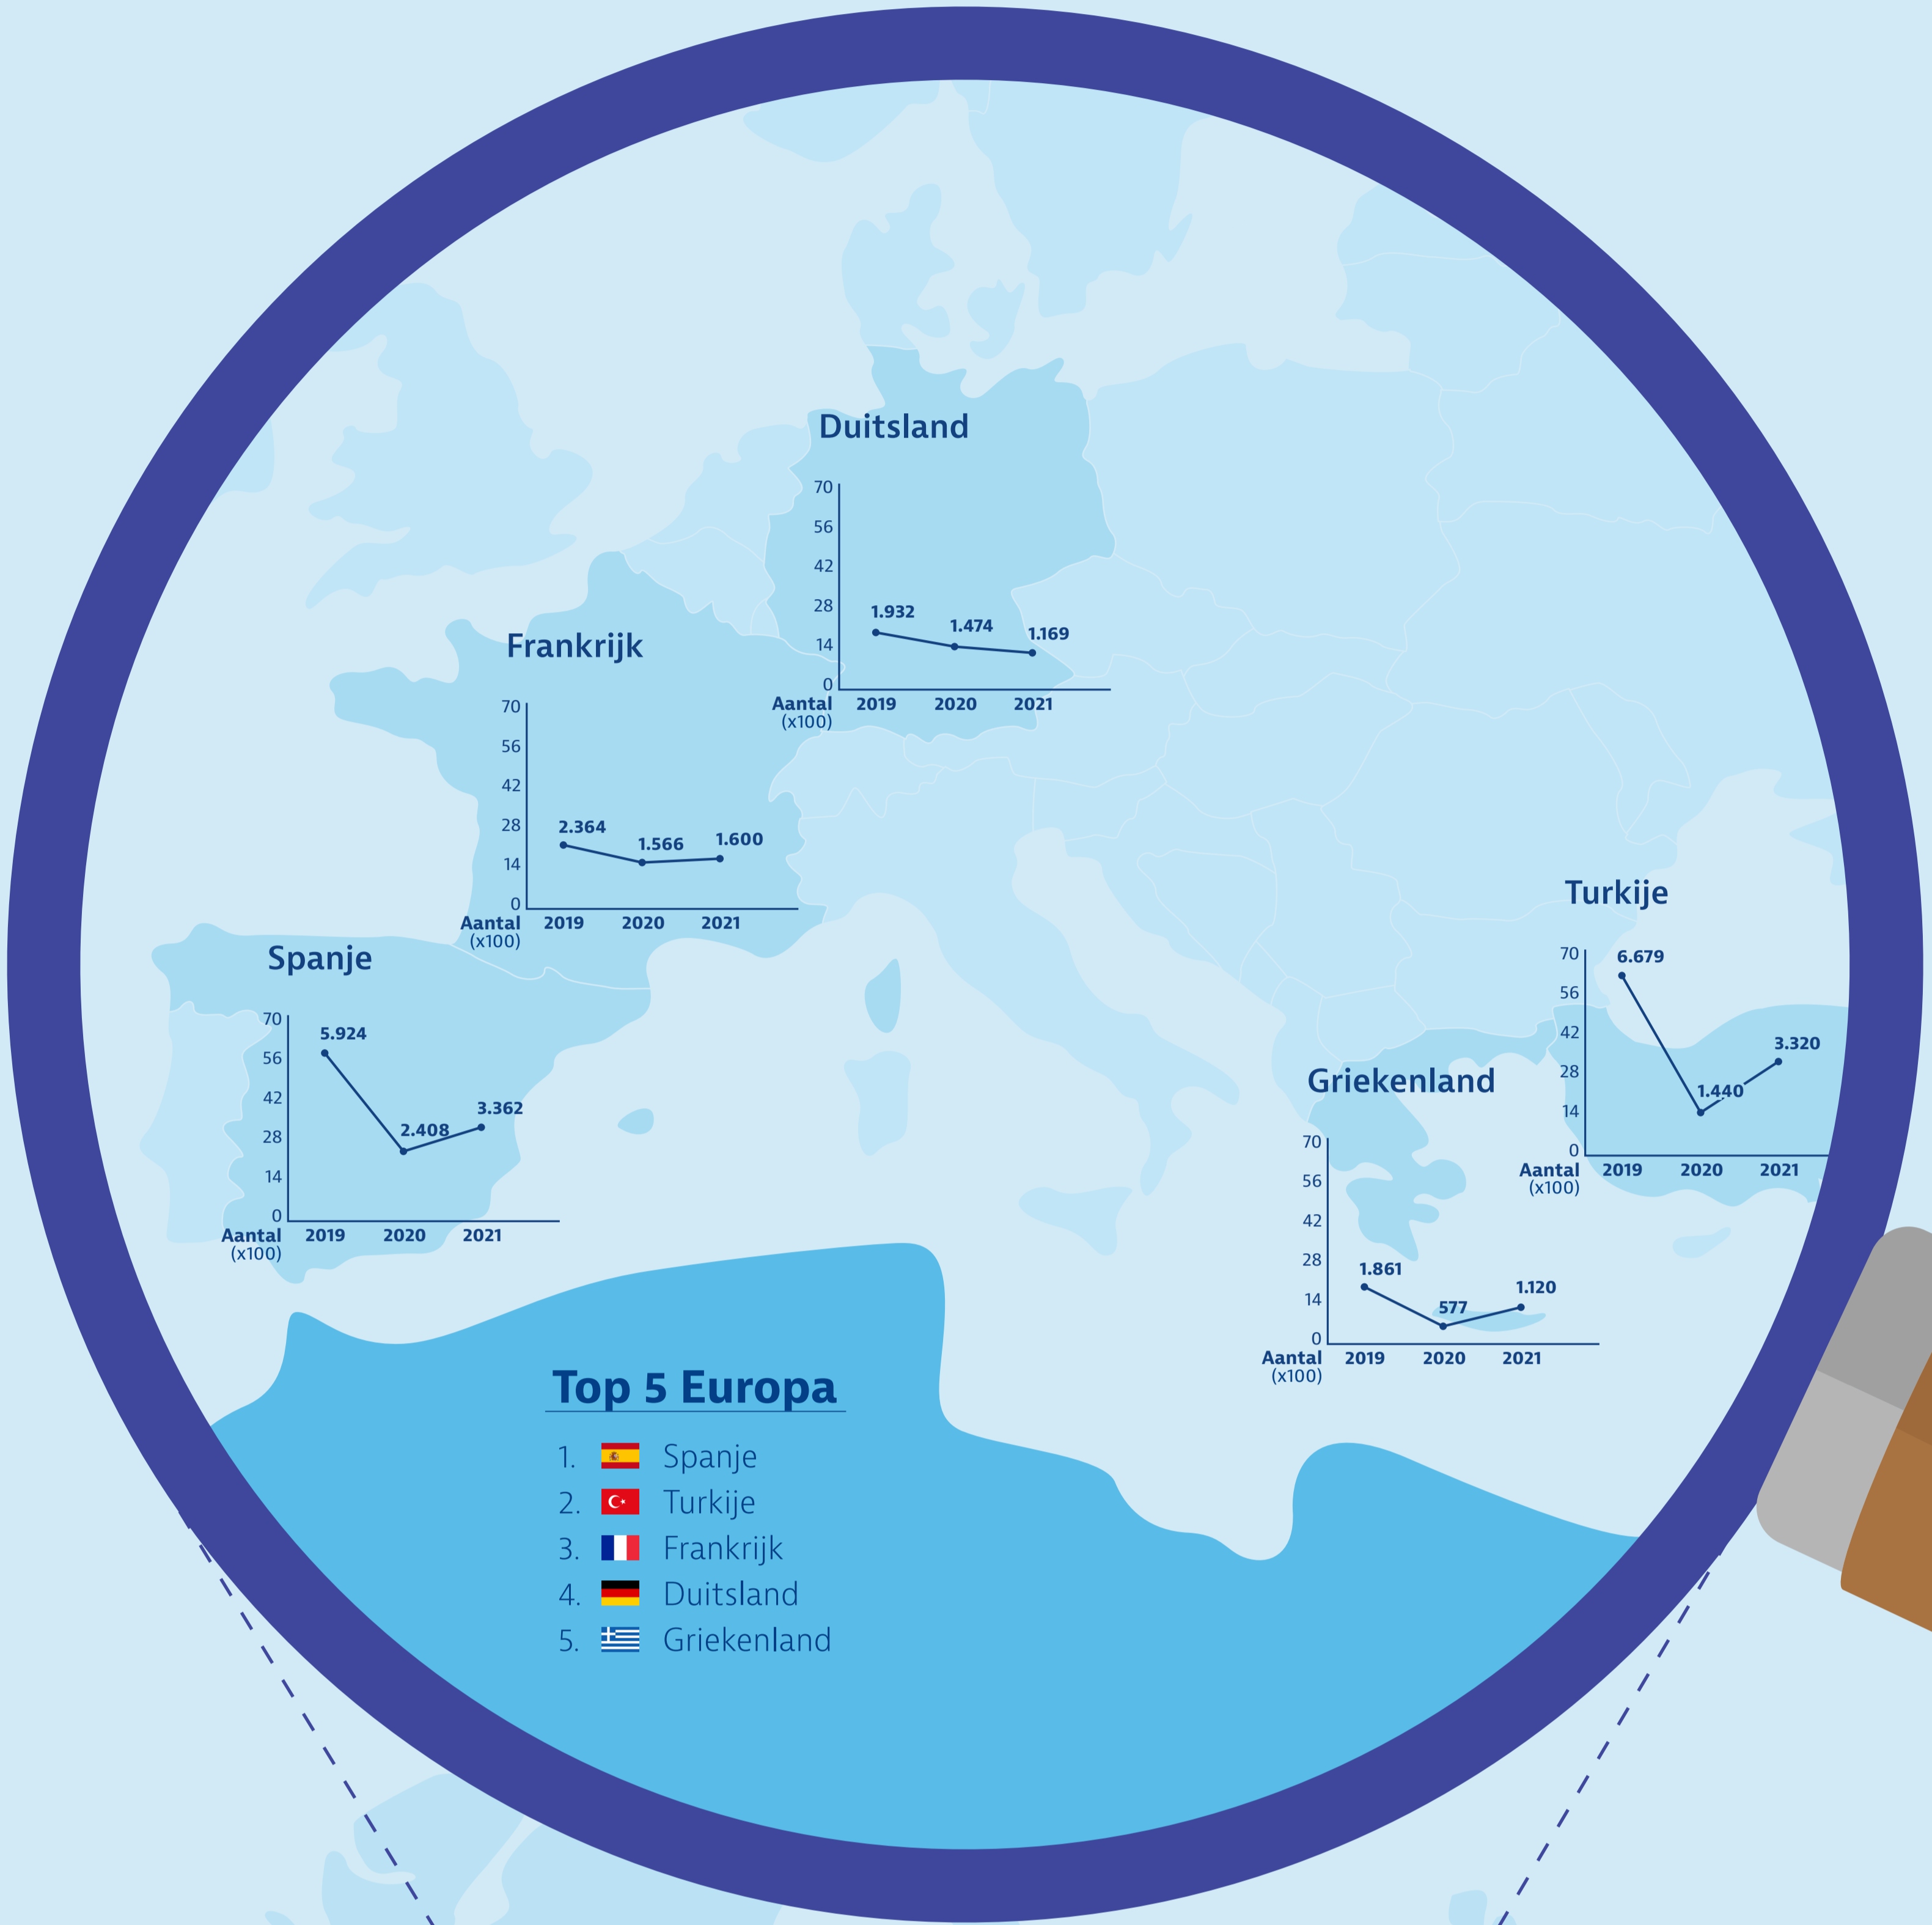 Duitsland
70
56
42
28
14
0
1.932
1.474
1.169
Aantal 2019 2020 2021
(x100)
Frankrijk
70
56
42
28
14
0
2.364
1.566
1.600
Aantal 2019 2020 2021
(x100)
Spanje
70
56
42
28
14
0
5.924
2.408
3.362
Aantal 2019 2020 2021
(x100)
Turkije
70
56
42
28
14
0
6.679
1.440
3.320
Aantal 2019 2020 2021
(x100)
Griekenland
70
56
42
28
14
0
1.861
577
1.120
Aantal 2019 2020 2021
(x100)
Top 5 Europa
1. Spanje
2. Turkije
3. Frankrijk
4. Duitsland
5. Griekenland